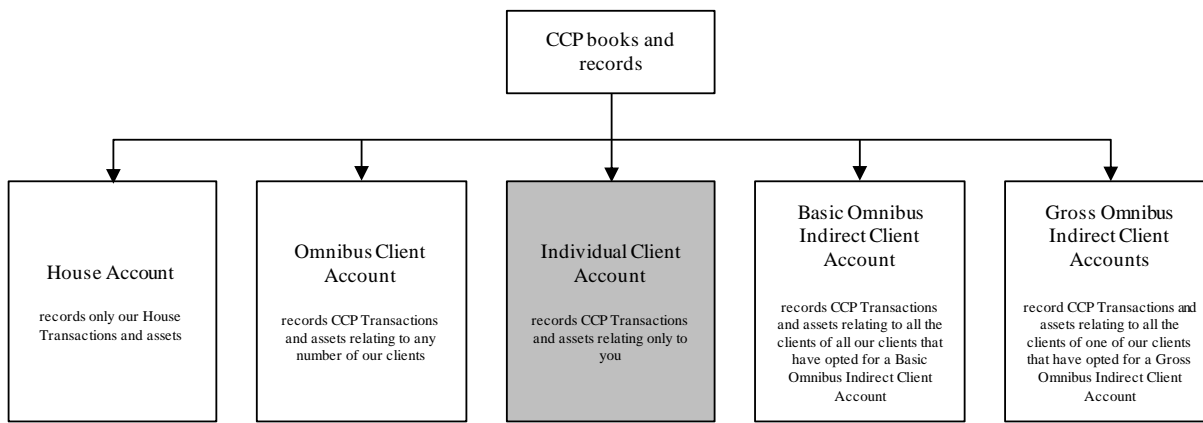 CCP books and
records
House Account
records only our House
Transactions and assets
Omnibus Client
Account
records CCP Transactions
and assets relating to any
number of our clients
Individual Client
Account
records CCP Transactions
and assets relating only to
you
Basic Omnibus
Indirect Client
Account
records CCP Transactions
and assets relating to all the
clients of all our clients that
have opted for a Basic
Omnibus Indirect Client
Account
Gross Omnibus
Indirect Client
Accounts
record CCP Transactions and
assets relating to all the
clients of one of our clients
that have opted for a Gross
Omnibus Indirect Client
Account